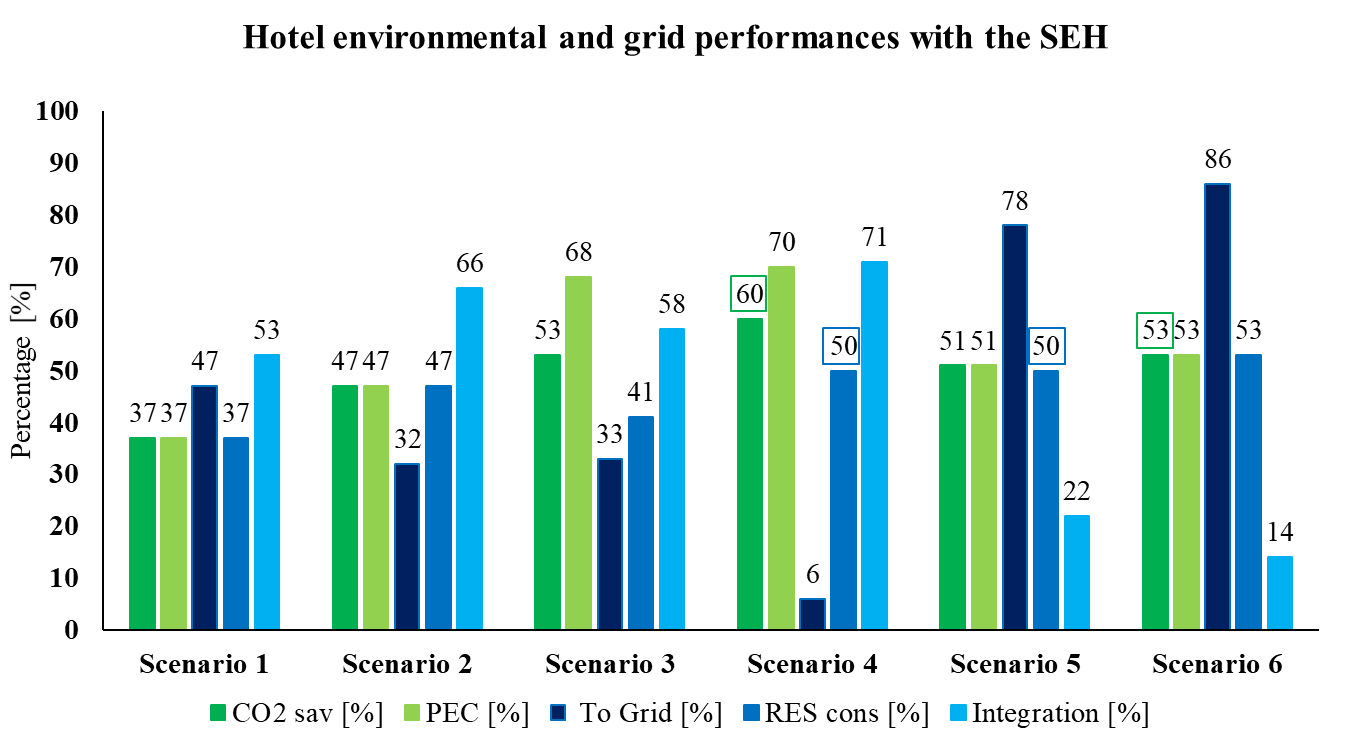 Hotel environmental and grid performances with the SEH
Percentage [%]
100
90
80
70
60
50
40
30
20
10
0
37 37 47 37 53
47 47 32 47 66
53 68 33 41 58
60 70 6 50 71
51 51 78 50 22
53 53 86 53 14
Scenario 1 Scenario 2 Scenario 3 Scenario 4 Scenario 5 Scenario 6
CO2 sav [%] PEC [%] To Grid [%] RES cons [%] Integration [%]